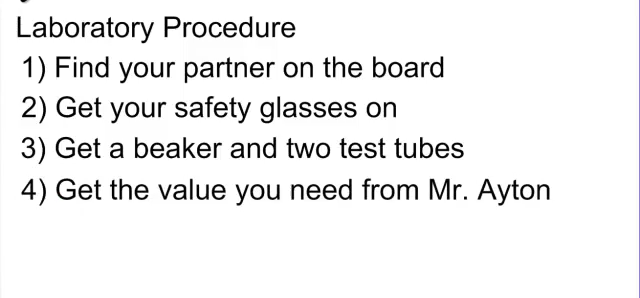 Laboratory Procedure
1) Find your partner on the board
2) Get your safety glasses on
3) Get a beaker and two test tubes
4) Get the value you need from Mr. Ayton